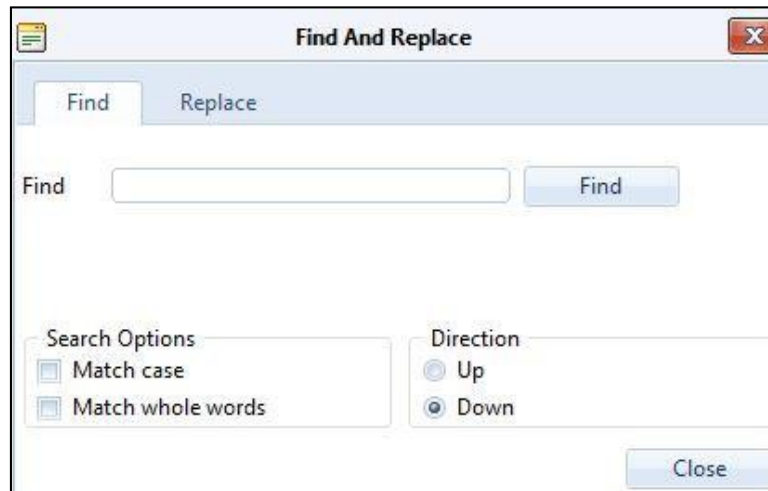 Find And Replace
Find Replace
Find Find
Search Options Direction
Match case Up
Match whole words Down
Close